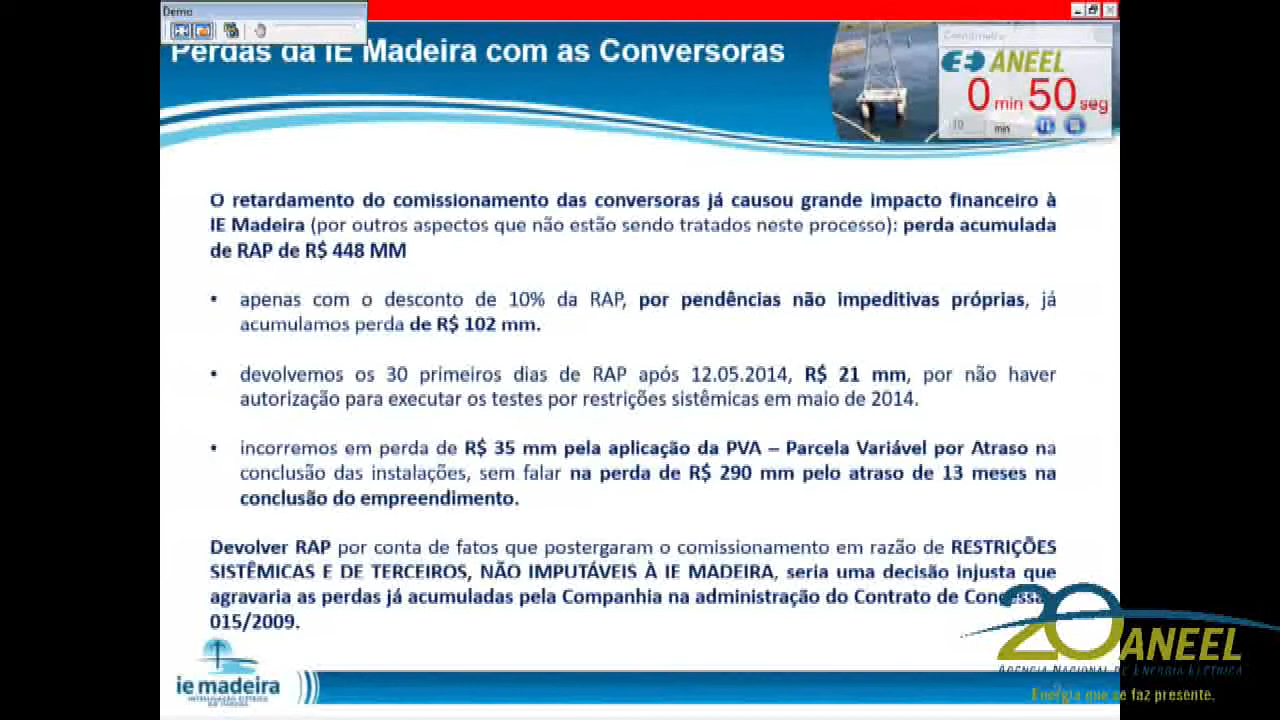 Demo
Perdas da IE Madeira com as Conversoras
Cronômetro
ANEEL
0 min 50 seg
10 min
O retardamento do comissionamento das conversoras já causou grande impacto financeiro à
IE Madeira (por outros aspectos que não estão sendo tratados neste processo): perda acumulada
de RAP de R$ 448 MM
• apenas com o desconto de 10% da RAP, por pendências não impeditivas próprias, já
acumulamos perda de R$ 102 mm.
• devolvemos os 30 primeiros dias de RAP após 12.05.2014, R$ 21 mm, por não haver
autorização para executar os testes por restrições sistêmicas em maio de 2014.
• incorremos em perda de R$ 35 mm pela aplicação da PVA – Parcela Variável por Atraso na
conclusão das instalações, sem falar na perda de R$ 290 mm pelo atraso de 13 meses na
conclusão do empreendimento.
Devolver RAP por conta de fatos que postergaram o comissionamento em razão de RESTRIÇÕES
SISTÊMICAS E DE TERCEIROS, NÃO IMPUTÁVEIS À IE MADEIRA, seria uma decisão injusta que
agravaria as perdas já acumuladas pela Companhia na administração do Contrato de
015/2009.
ie madeira
20 ANEEL
AGÊNCIA NACIONAL DE ENERGIA ELÉTRICA
Energia que se faz presente.